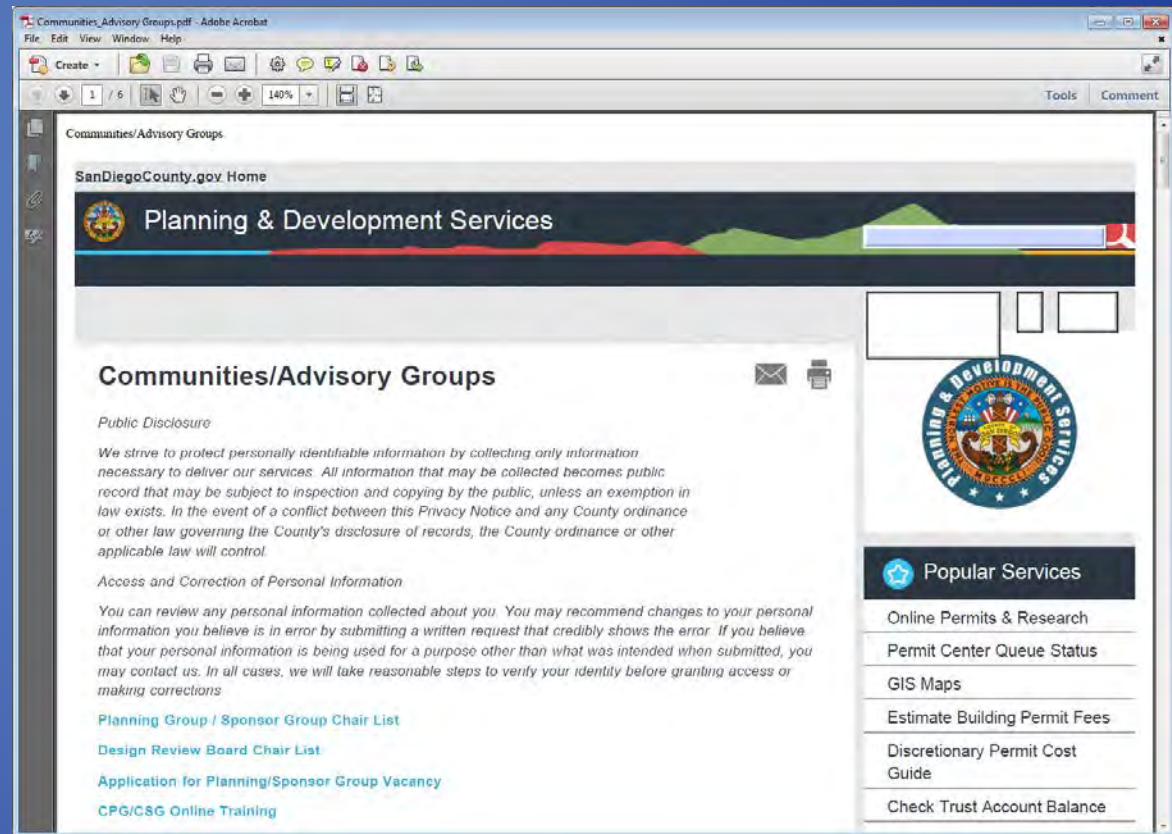 Communities_Advisory Groups.pdf - Adobe Acrobat
File Edit View Window Help
Create
1 / 6 140% Tools Comment
Communities/Advisory Groups
SanDiegoCounty.gov Home
Planning & Development Services
Communities/Advisory Groups
Public Disclosure
We strive to protect personally identifiable information by collecting only information
necessary to deliver our services. All information that may be collected becomes public
record that may be subject to inspection and copying by the public, unless an exemption in
law exists. In the event of a conflict between this Privacy Notice and any County ordinance
or other law governing the County's disclosure of records, the County ordinance or other
applicable law will control.
Access and Correction of Personal Information
You can review any personal information collected about you. You may recommend changes to your personal
information you believe is in error by submitting a written request that credibly shows the error. If you believe
that your personal information is being used for a purpose other than what was intended when submitted, you
may contact us. In all cases, we will take reasonable steps to verify your identity before granting access or
making corrections
Planning Group / Sponsor Group Chair List
Design Review Board Chair List
Application for Planning/Sponsor Group Vacancy
CPG/CSG Online Training
Planning & Development Services
THE NOBLEST MOTIVE IS THE PUBLIC GOOD
COUNTY OF
SAN DIEGO
MDCCCLII
Popular Services
Online Permits & Research
Permit Center Queue Status
GIS Maps
Estimate Building Permit Fees
Discretionary Permit Cost
Guide
Check Trust Account Balance